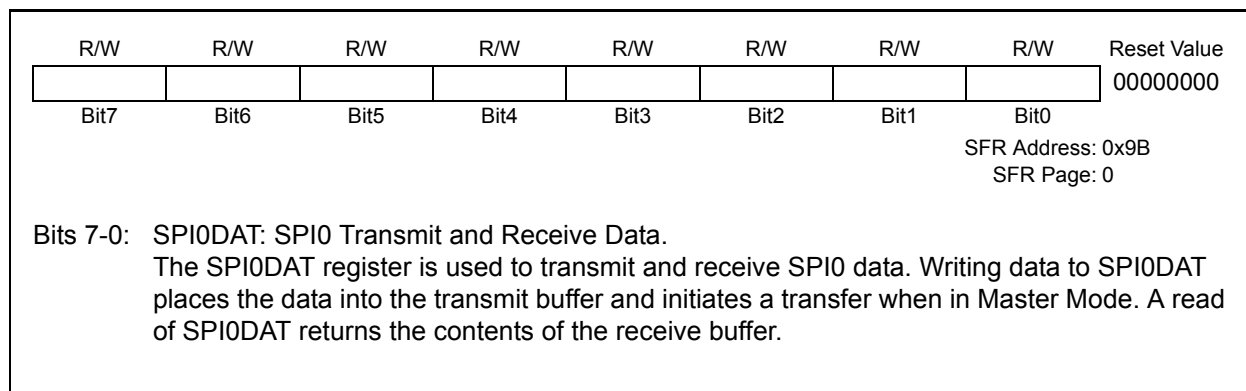 R/W R/W R/W R/W R/W R/W R/W R/W Reset Value
00000000
Bit7 Bit6 Bit5 Bit4 Bit3 Bit2 Bit1 Bit0
SFR Address: 0x9B
SFR Page: 0
Bits 7-0: SPI0DAT: SPI0 Transmit and Receive Data.
The SPI0DAT register is used to transmit and receive SPI0 data. Writing data to SPI0DAT
places the data into the transmit buffer and initiates a transfer when in Master Mode. A read
of SPI0DAT returns the contents of the receive buffer.